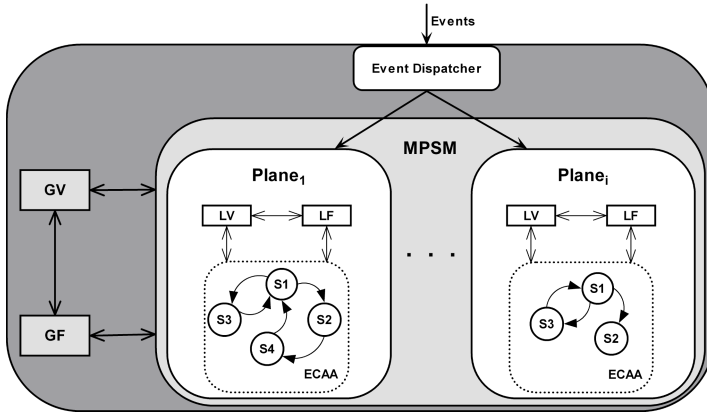 Events
Event Dispatcher
MPSM
GV
GF
Plane1
LV
LF
S1
S3
S2
S4
ECAA
. . .
Planei
LV
LF
S1
S3
S2
ECAA